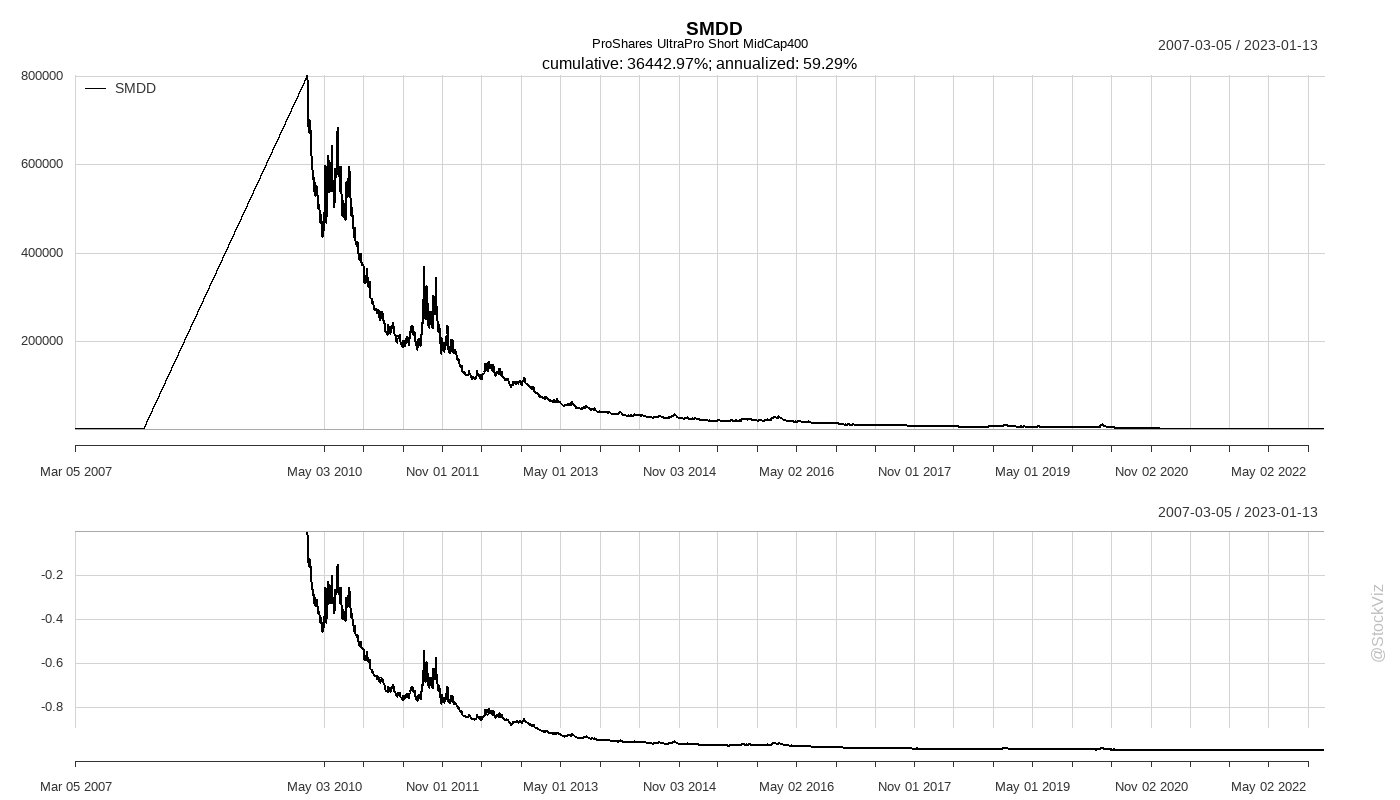 SMDD
ProShares UltraPro Short MidCap400
2007-03-05 / 2023-01-13
cumulative: 36442.97%; annualized: 59.29%
800000
SMDD
600000
400000
200000
Mar 05 2007 May 03 2010 Nov 01 2011 May 01 2013 Nov 03 2014 May 02 2016 Nov 01 2017 May 01 2019 Nov 02 2020 May 02 2022
2007-03-05 / 2023-01-13
-0.2
-0.4
-0.6
-0.8
Mar 05 2007 May 03 2010 Nov 01 2011 May 01 2013 Nov 03 2014 May 02 2016 Nov 01 2017 May 01 2019 Nov 02 2020 May 02 2022
@StockViz